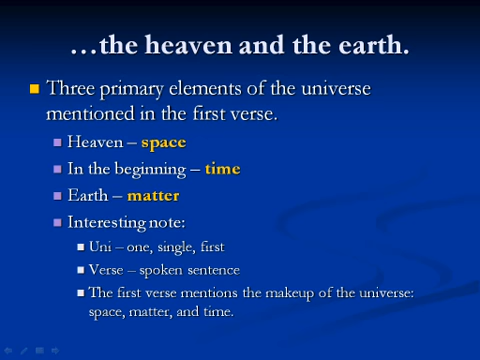 …the heaven and the earth.
Three primary elements of the universe
mentioned in the first verse.
Heaven – space
In the beginning – time
Earth – matter
Interesting note:
Uni – one, single, first
Verse – spoken sentence
The first verse mentions the makeup of the universe:
space, matter, and time.